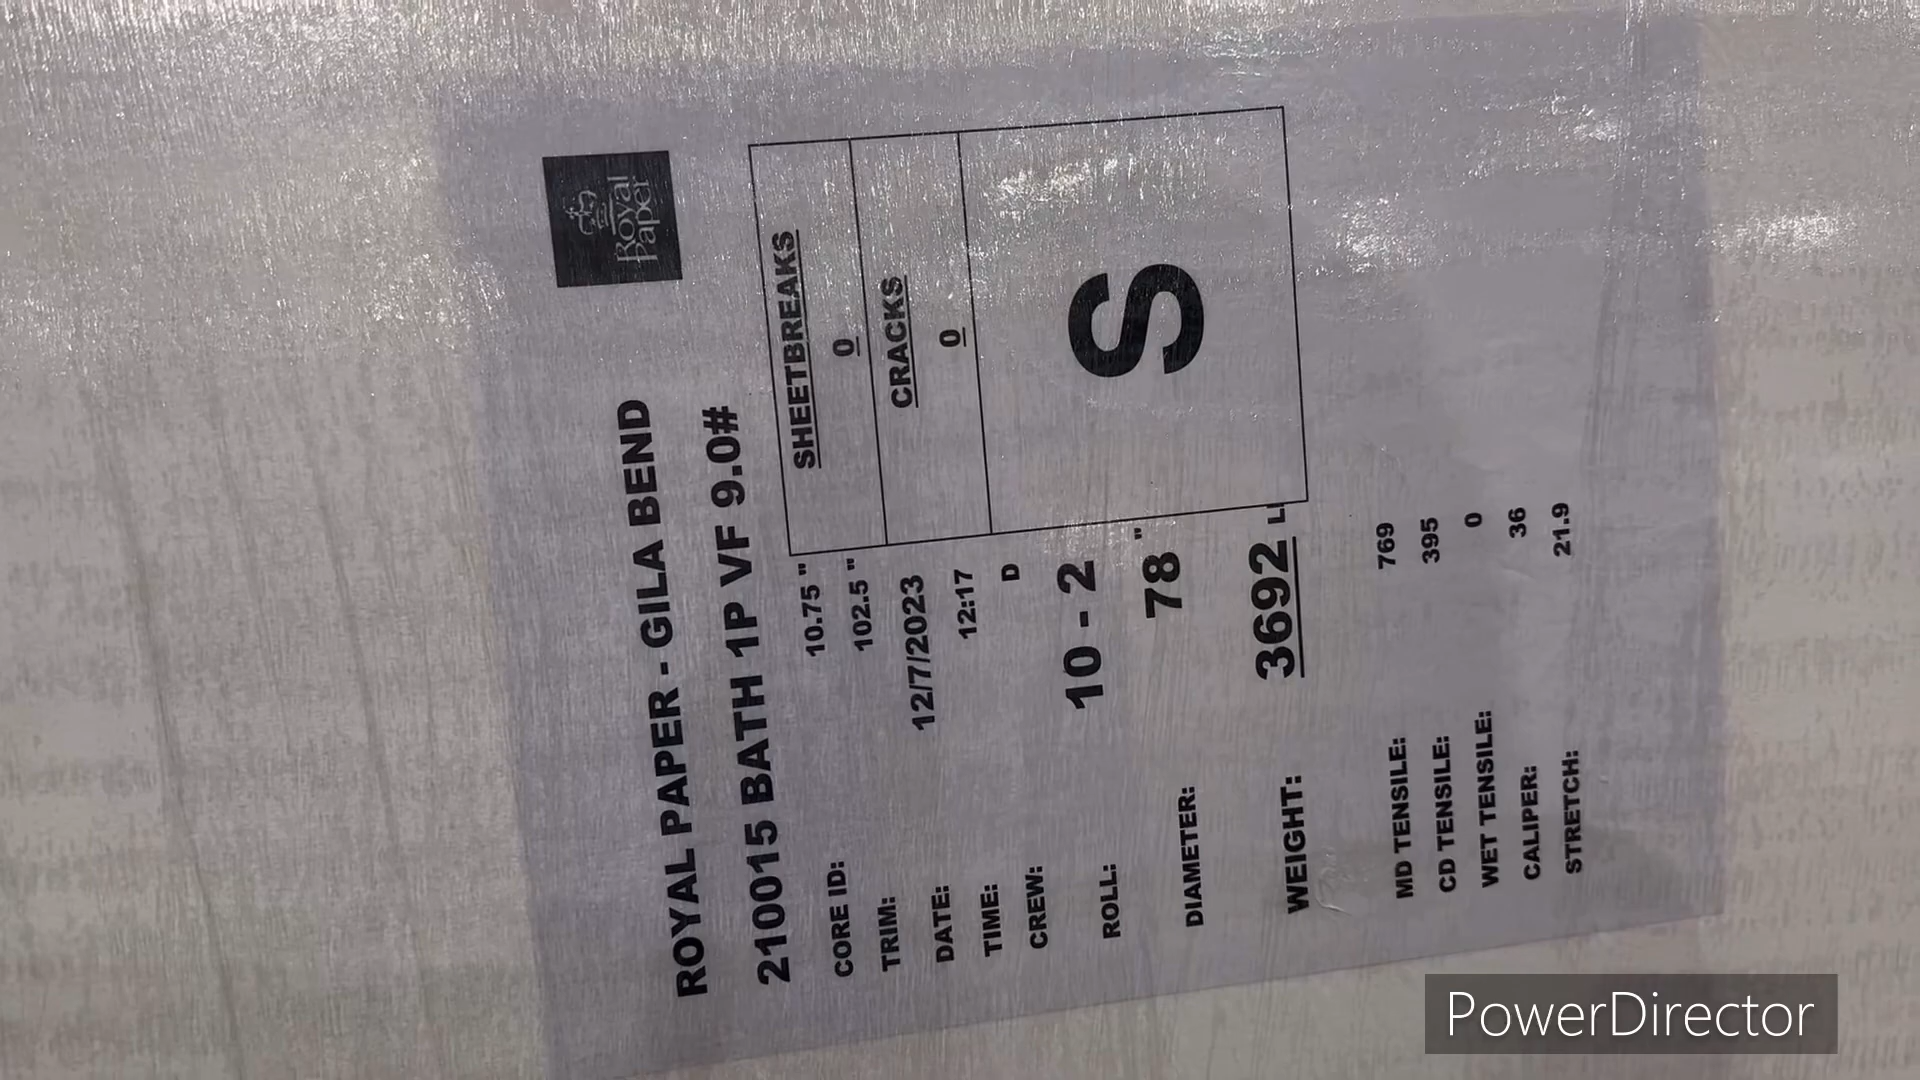 Royal
Paper
ROYAL PAPER - GILA BEND
210015 BATH 1P VF 9.0#
CORE ID: 10.75 "
TRIM: 102.5 "
DATE: 12/7/2023
TIME: 12:17
CREW: D
ROLL: 10 - 2
DIAMETER: 78 "
WEIGHT: 3692
SHEETBREAKS
0
CRACKS
0
S
MD TENSILE: 769
CD TENSILE: 395
WET TENSILE: 0
CALIPER: 36
STRETCH: 21.9
PowerDirector